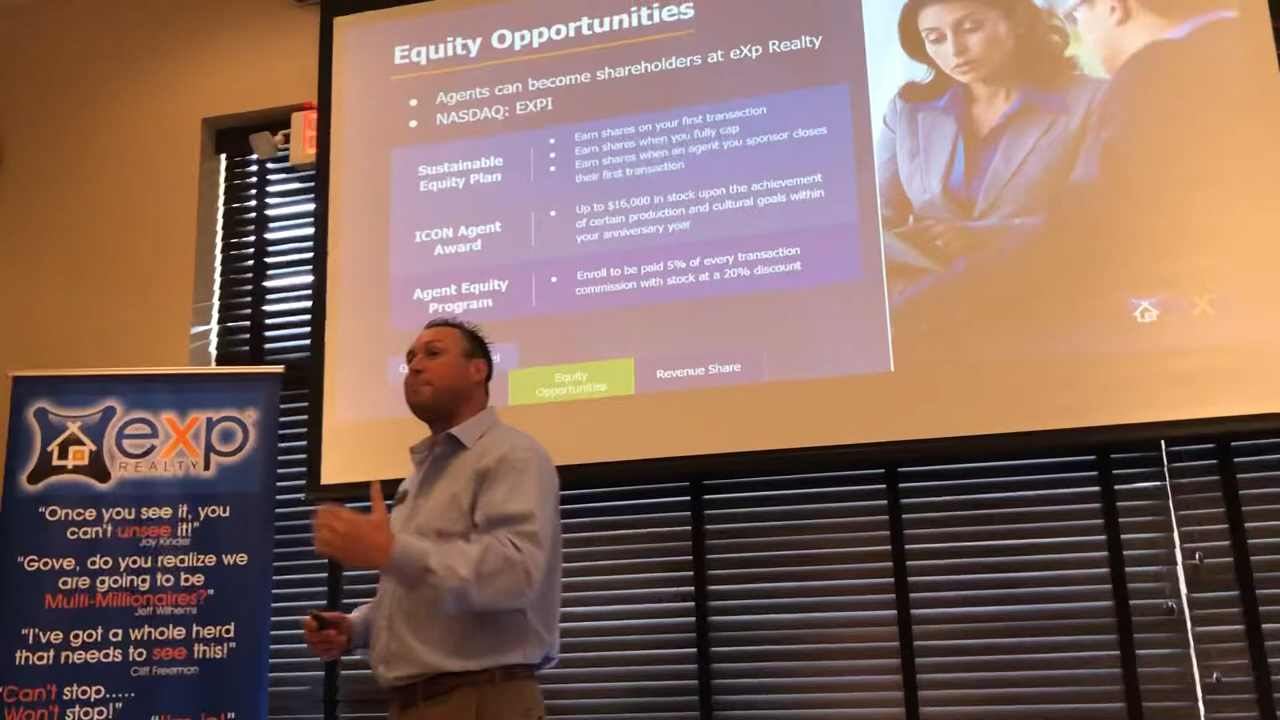 Equity Opportunities
Agents can become shareholders at eXp Realty
NASDAQ: EXPI
Sustainable
Equity Plan
Earn shares on your first transaction
Earn shares when you fully cap
Earn shares when an agent you sponsor closes
their first transaction
ICON Agent
Award
Up to $16,000 in stock upon the achievement
of certain production and cultural goals within
your anniversary year
Agent Equity
Program
Enroll to be paid 5% of every transaction
commission with stock at a 20% discount
Equity
Opportunities
Revenue Share
exp
REALTY
"Once you see it, you
can't unsee it!"
Jay Kinder
"Gove, do you realize we
are going to be
Multi-Millionaires?"
Jeff Wilhems
"I've got a whole herd
that needs to see this!"
Cliff Freeman
"Can't stop.....
Won't stop!"